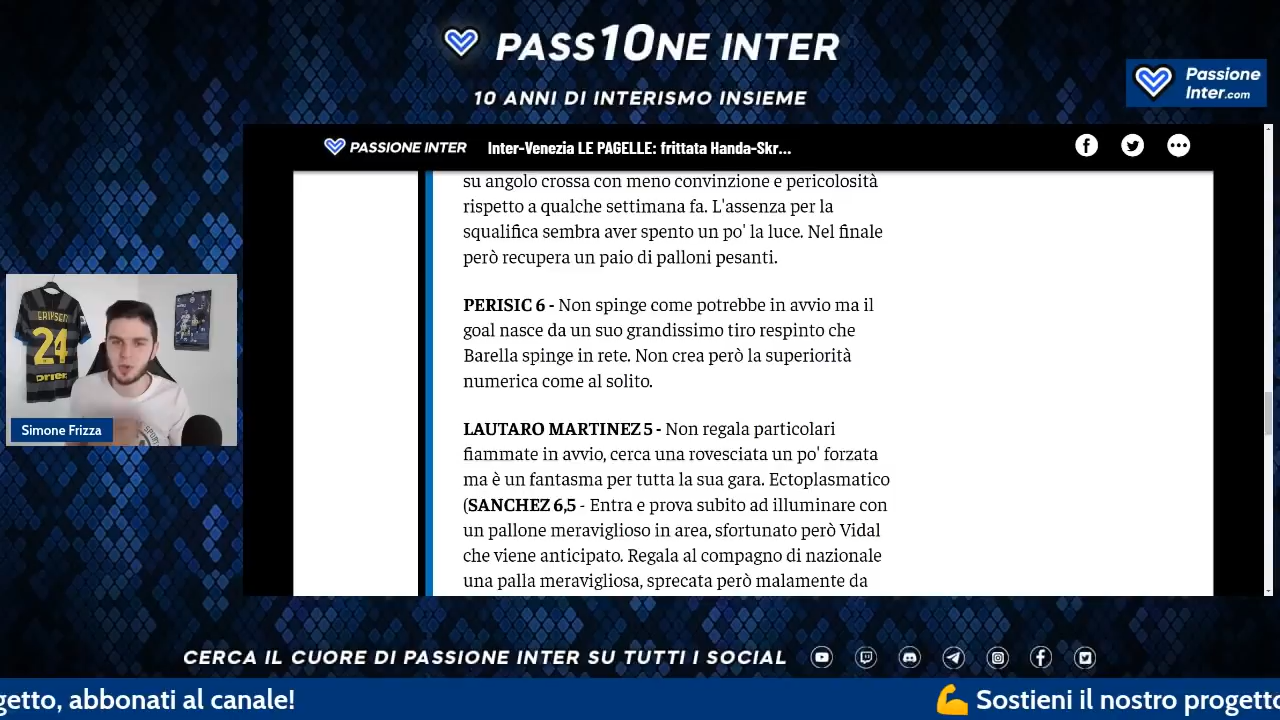 PASS10NE INTER
10 ANNI DI INTERISMO INSIEME
Passione
Inter.com
PASSIONE INTER
Inter-Venezia LE PAGELLE: frittata Handa-Skr...
su angolo crossa con meno convinzione e pericolosità
rispetto a qualche settimana fa. L'assenza per la
squalifica sembra aver spento un po' la luce. Nel finale
però recupera un paio di palloni pesanti.
PERISIC 6 - Non spinge come potrebbe in avvio ma il
goal nasce da un suo grandissimo tiro respinto che
Barella spinge in rete. Non crea però la superiorità
numerica come al solito.
LAUTARO MARTINEZ 5 - Non regala particolari
fiammate in avvio, cerca una rovesciata un po' forzata
ma è un fantasma per tutta la sua gara. Ectoplasmatico
(SANCHEZ 6,5 - Entra e prova subito ad illuminare con
un pallone meraviglioso in area, sfortunato però Vidal
che viene anticipato. Regala al compagno di nazionale
una palla meravigliosa, sprecata però malamente da
ERIKSEN
24
Simone Frizza
CERCA IL CUORE DI PASSIONE INTER SU TUTTI I SOCIAL
getto, abbonati al canale!
💪 Sostieni il nostro progetto